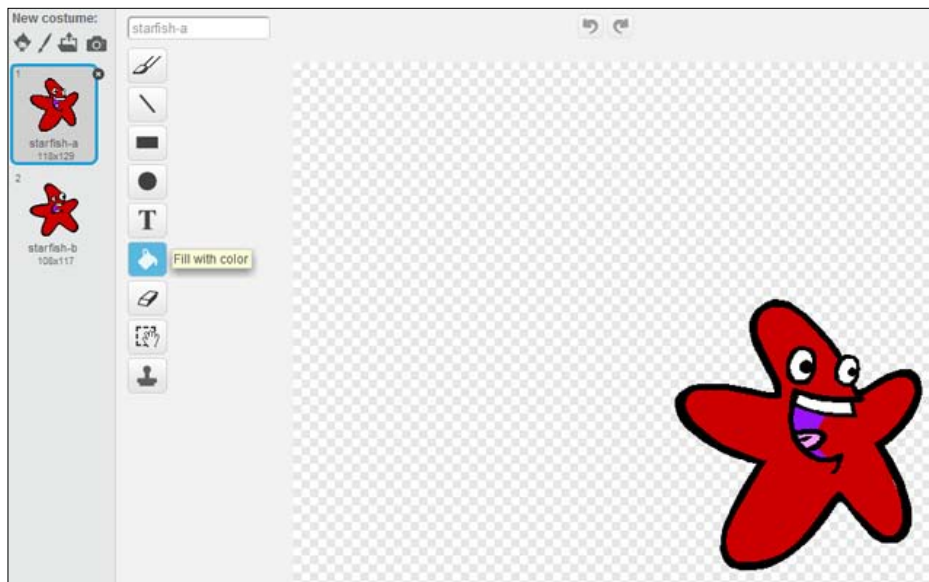 New costume:
starfish-a
1
starfish-a
118x129
2
starfish-b
108x117
T
Fill with color